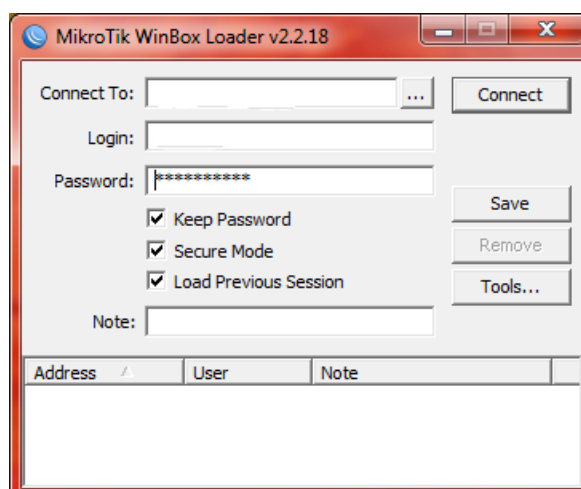 MikroTik WinBox Loader v2.2.18
Connect To: ... Connect
Login:
Password: **********
Keep Password Save
Secure Mode Remove
Load Previous Session Tools...
Note:
Address User Note